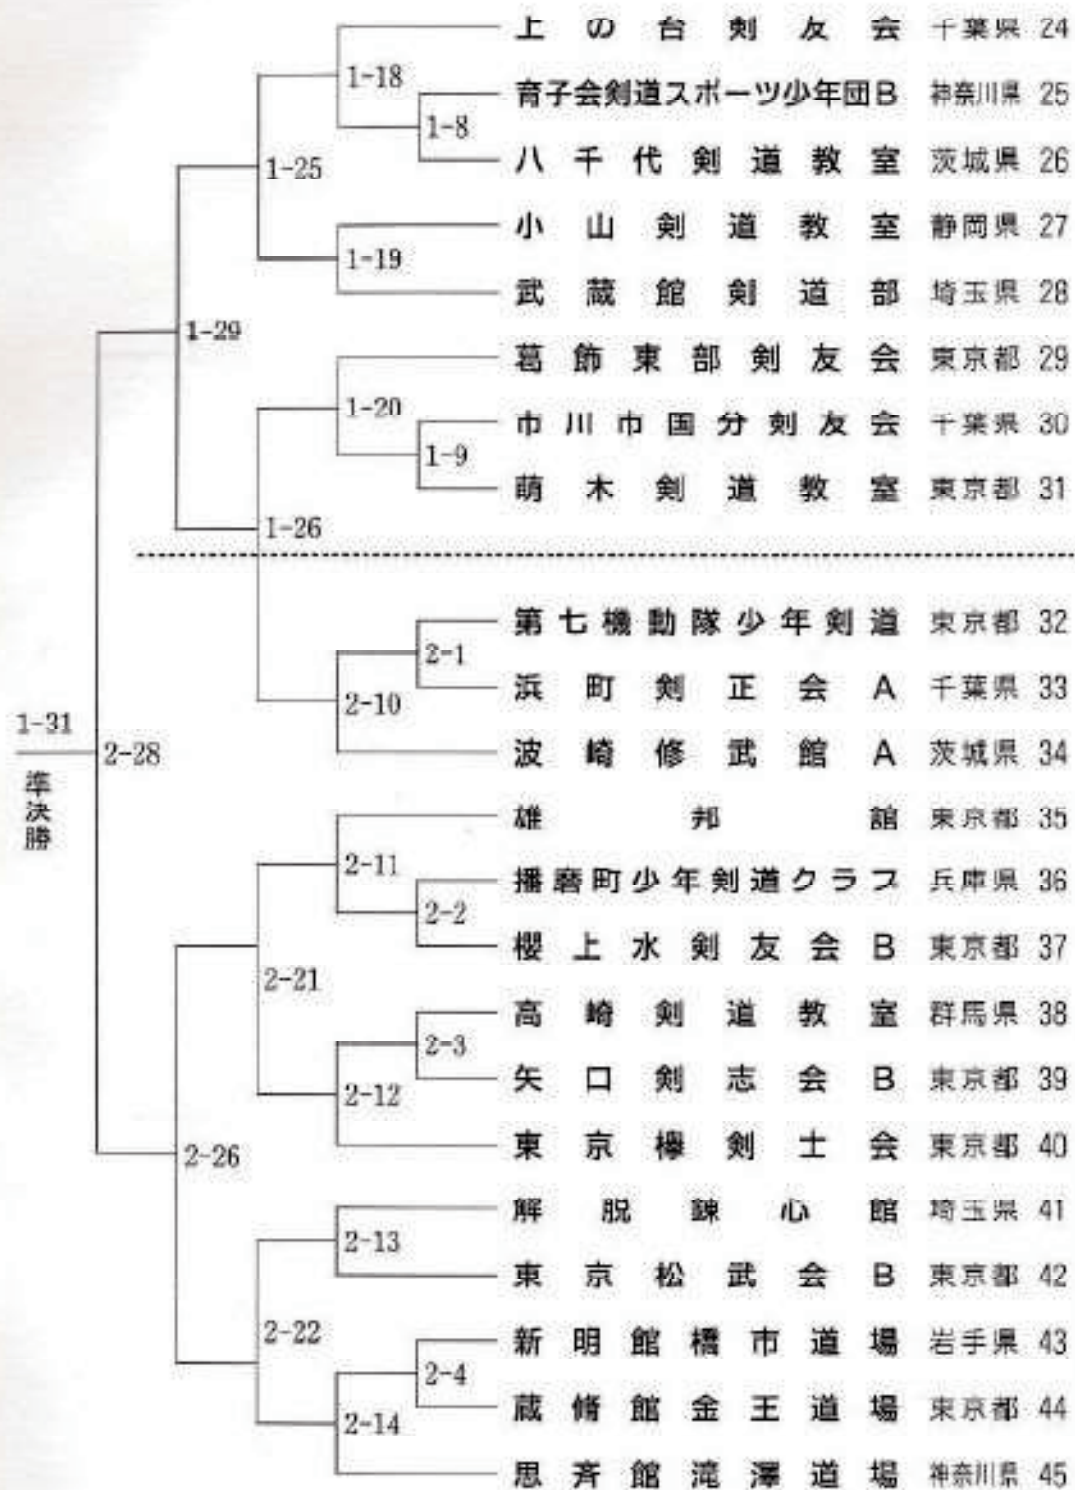 上の台剣友会 千葉県 24
1-18
育子会剣道スポーツ少年団B 神奈川県 25
1-8
八千代剣道教室 茨城県 26
1-25
小山剣道教室 静岡県 27
1-19
武蔵館剣道部 埼玉県 28
1-29
葛飾東部剣友会 東京都 29
1-20
市川市国分剣友会 千葉県 30
1-9
萌木剣道教室 東京都 31
1-26
第七機動隊少年剣道 東京都 32
2-1
浜町剣正会A 千葉県 33
2-10
波崎修武館A 茨城県 34
1-31
準決勝
2-28
雄邦館 東京都 35
2-11
播磨町少年剣道クラブ 兵庫県 36
2-2
櫻上水剣友会B 東京都 37
2-21
高崎剣道教室 群馬県 38
2-3
矢口剣志会B 東京都 39
2-12
東京欅剣士会 東京都 40
2-26
解脱錬心館 埼玉県 41
2-13
東京松武会B 東京都 42
2-22
新明館橋市道場 岩手県 43
2-4
蔵脩館金王道場 東京都 44
2-14
思斉館滝澤道場 神奈川県 45